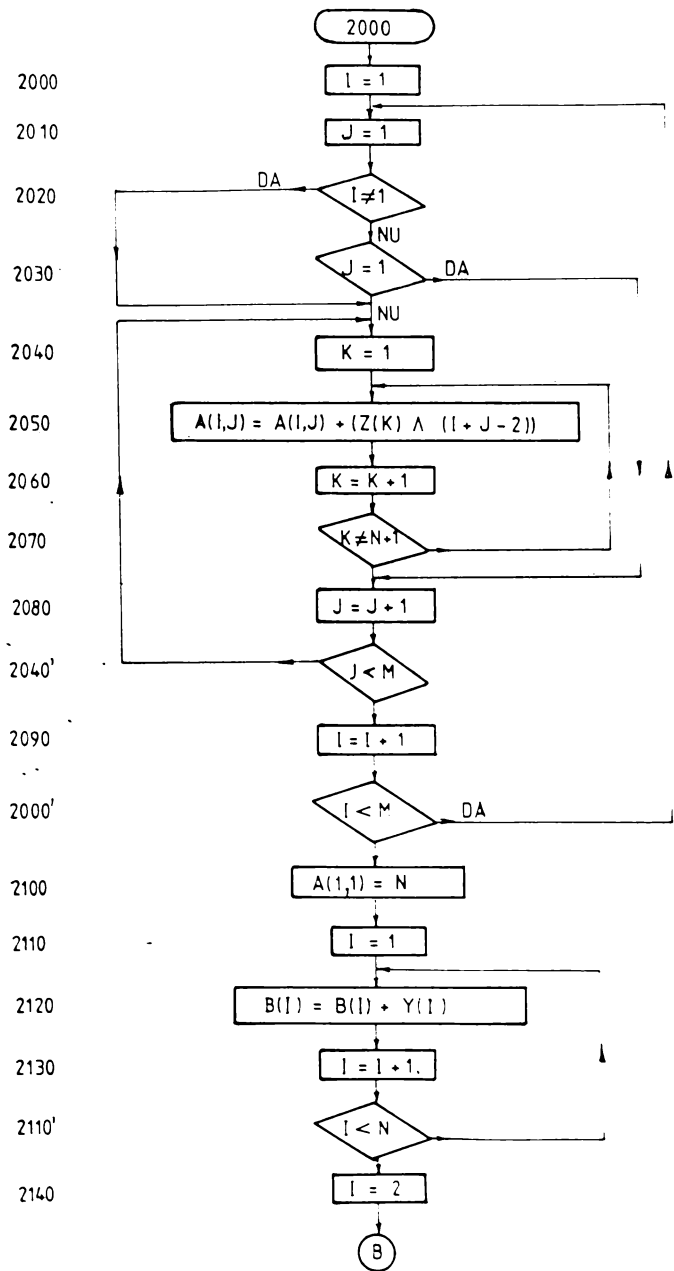 2000
2000 I = 1
2010 J = 1
2020 DA I ≠ 1
NU
2030 J = 1 DA
NU
2040 K = 1
2050 A(I,J) = A(I,J) + (Z(K) Λ (I + J - 2))
2060 K = K + 1
2070 K ≠ N+1
2080 J = J + 1
2040' J < M
2090 I = I + 1
2000' I < M DA
2100 A(1,1) = N
2110 I = 1
2120 B(I) = B(I) + Y(I)
2130 I = I + 1.
2110' I < N
2140 I = 2
B